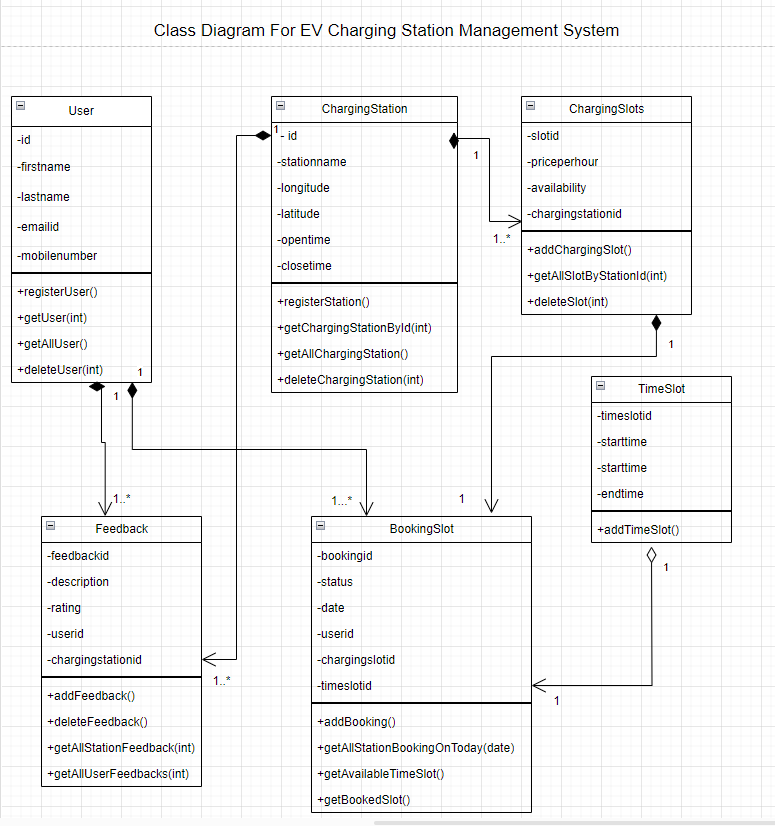 Class Diagram For EV Charging Station Management System
User
-id
-firstname
-lastname
-emailid
-mobilenumber
+registerUser()
+getUser(int)
+getAllUser()
+deleteUser(int)
1
1
ChargingStation
1
- id
-stationname
-longitude
-latitude
-opentime
-closetime
+registerStation()
+getChargingStationById(int)
+getAllChargingStation()
+deleteChargingStation(int)
1
1..*
ChargingSlots
-slotid
-priceperhour
-availability
-chargingstationid
+addChargingSlot()
+getAllSlotByStationId(int)
+deleteSlot(int)
1
TimeSlot
-timeslotid
-starttime
-starttime
-endtime
+addTimeSlot()
1
1..*
Feedback
-feedbackid
-description
-rating
-userid
-chargingstationid
+addFeedback()
+deleteFeedback()
+getAllStationFeedback(int)
+getAllUserFeedbacks(int)
1..*
1...*
1
BookingSlot
-bookingid
-status
-date
-userid
-chargingslotid
-timeslotid
+addBooking()
+getAllStationBookingOnToday(date)
+getAvailableTimeSlot()
+getBookedSlot()
1